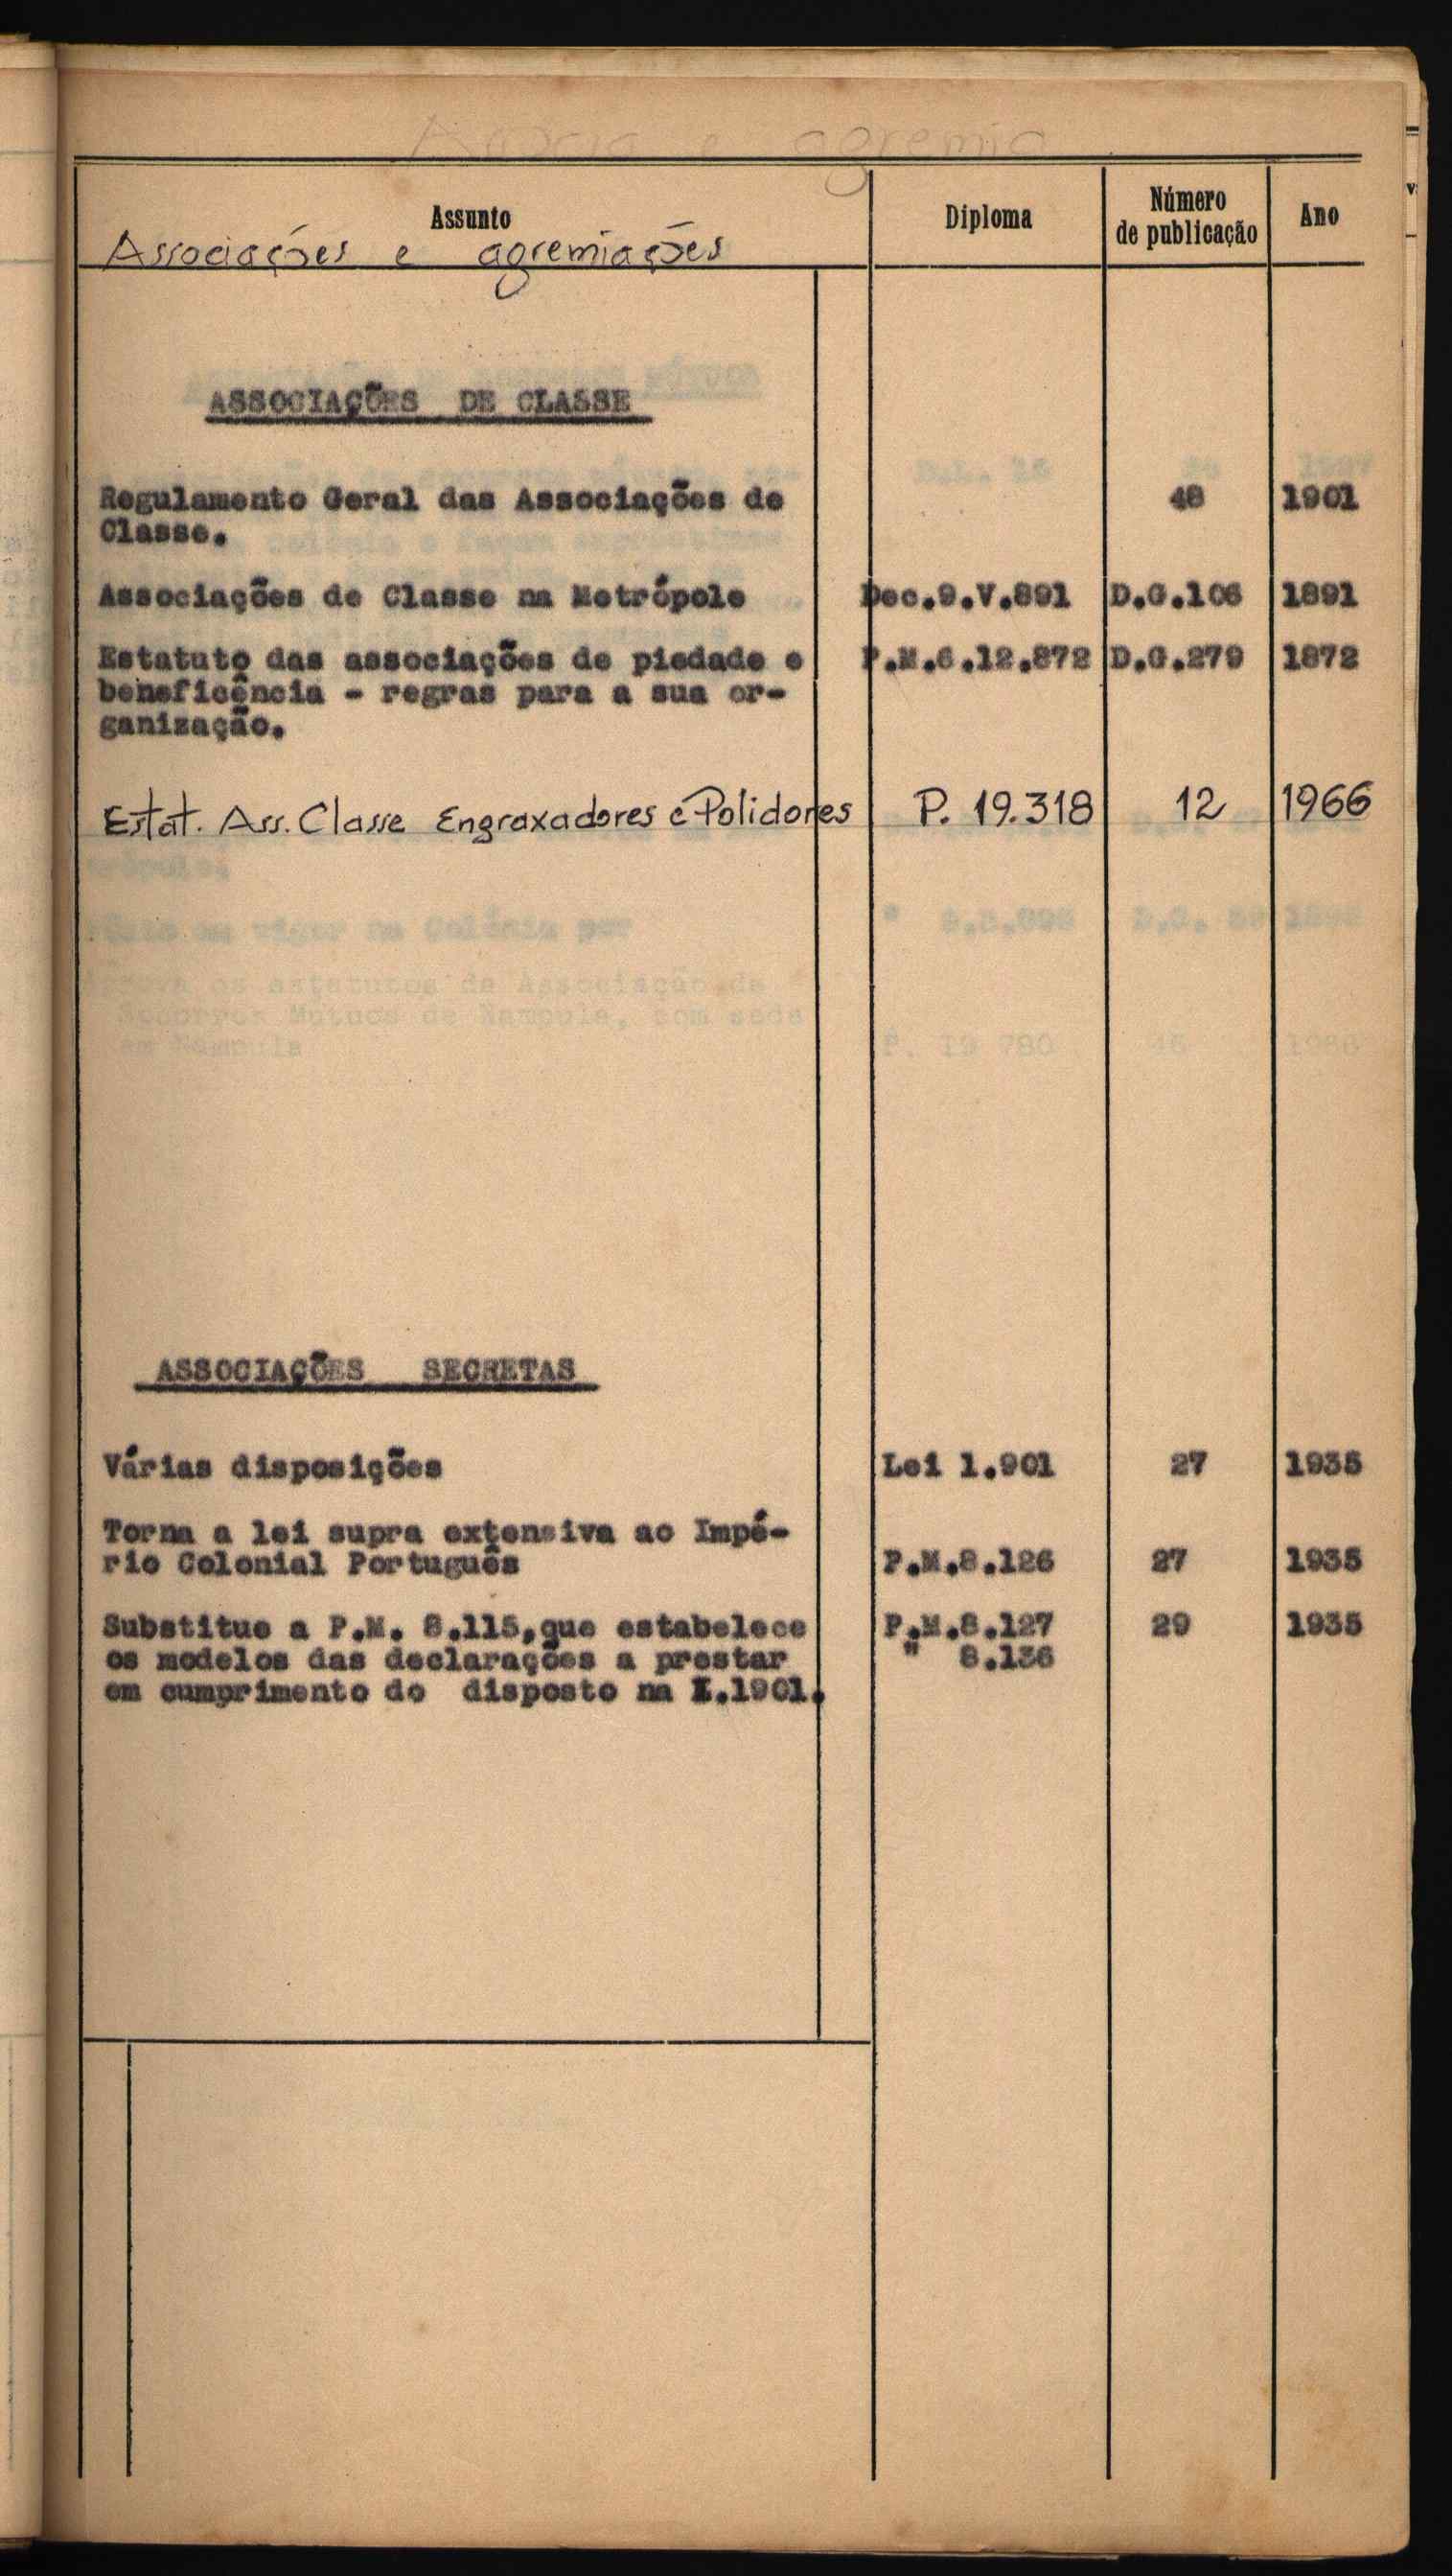 Assunto
Diploma
Número
de publicação
Ano
Associações e agremiações
ASSOCIAÇÕES DE CLASSE
Regulamento Geral das Associações de 48 1901
Classe.
Associações de Classe na Metrópole Dec.9.V.891 D.G.106 1891
Estatuto das associações de piedade e P.M.6.12.872 D.G.279 1872
beneficência - regras para a sua or-
ganização.
Estat. Ass. Classe Engraxadores e Polidores P. 19.318 12 1966
ASSOCIAÇÕES SECRETAS
Várias disposições Lei 1.901 27 1935
Torna a lei supra extensiva ao Impé-
rio Colonial Português P.M.8.126 27 1935
Substitue a P.M. 8.115,que estabelece P.M.8.127 29 1935
os modelos das declarações a prestar " 8.136
em cumprimento do disposto na L.1901.